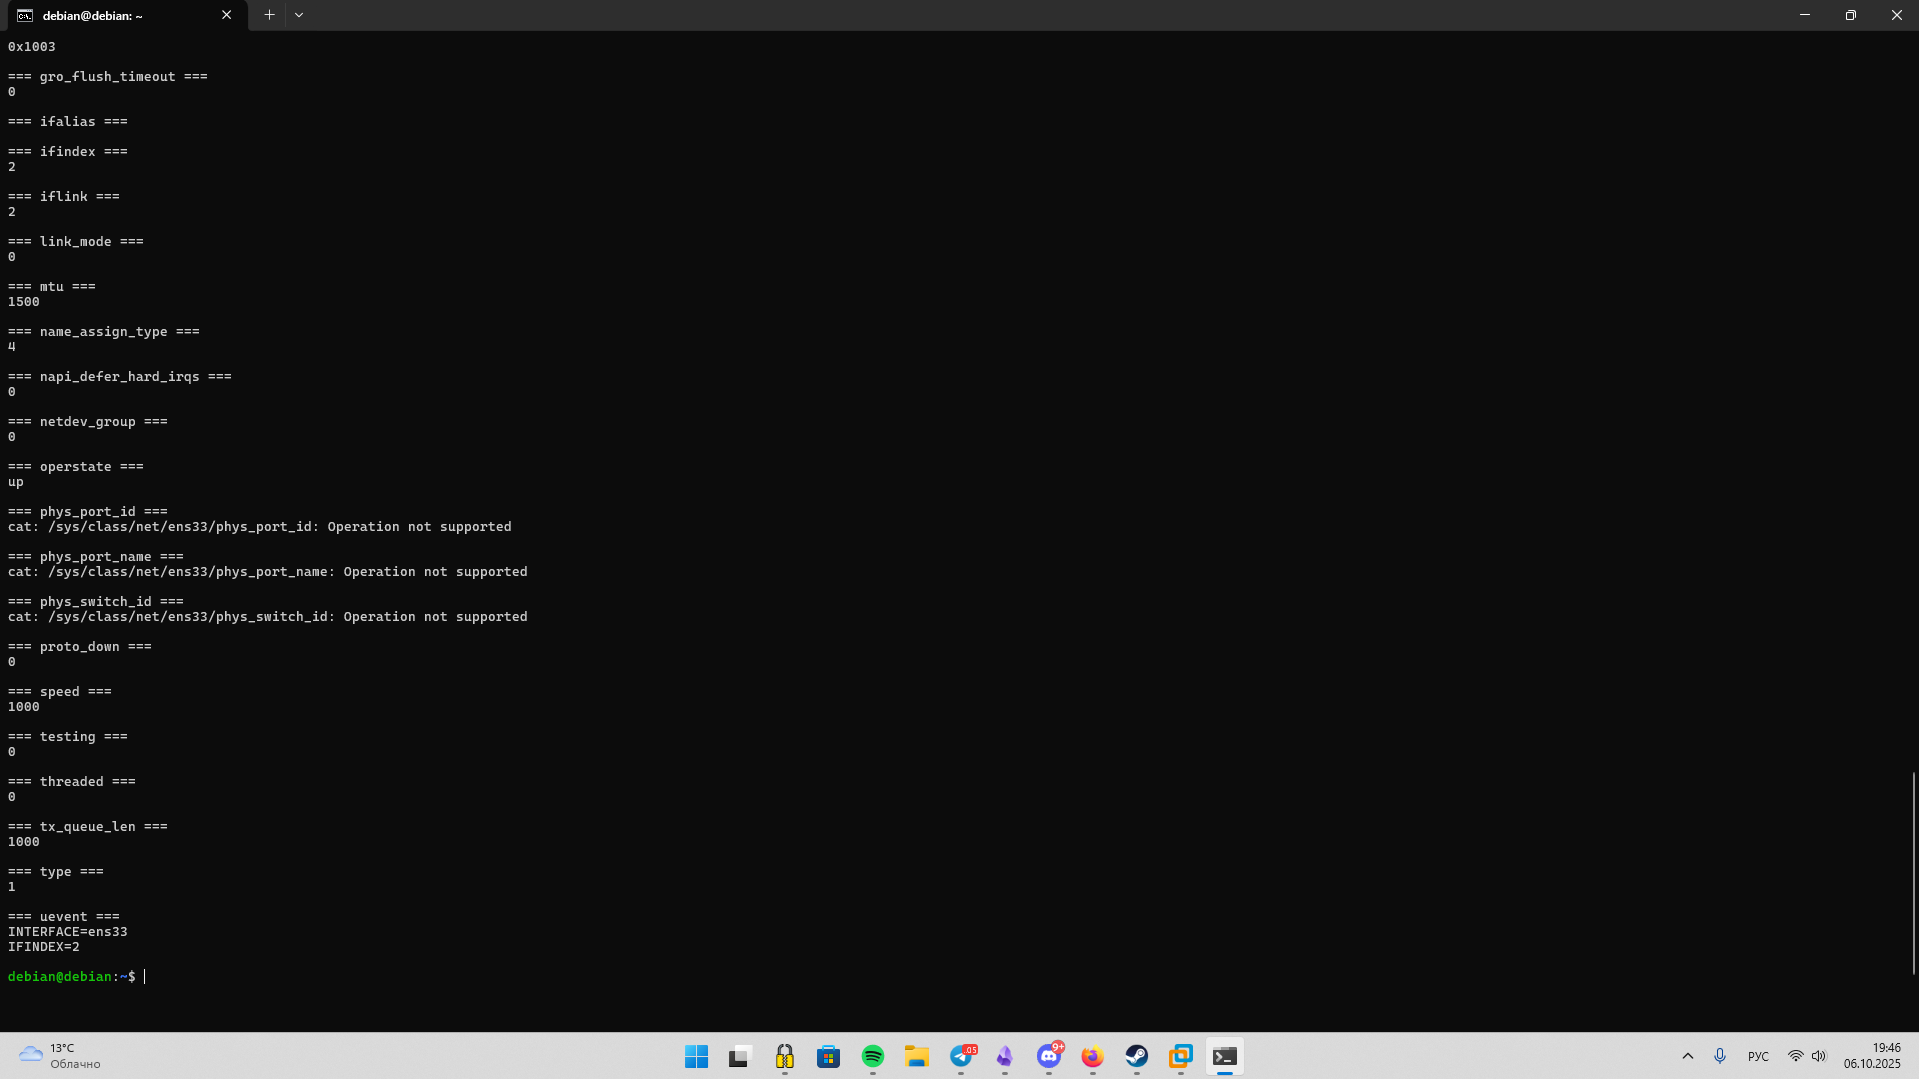 debian@debian: ~
0x1003
=== gro_flush_timeout ===
0
=== ifalias ===
=== ifindex ===
2
=== iflink ===
2
=== link_mode ===
0
=== mtu ===
1500
=== name_assign_type ===
4
=== napi_defer_hard_irqs ===
0
=== netdev_group ===
0
=== operstate ===
up
=== phys_port_id ===
cat: /sys/class/net/ens33/phys_port_id: Operation not supported
=== phys_port_name ===
cat: /sys/class/net/ens33/phys_port_name: Operation not supported
=== phys_switch_id ===
cat: /sys/class/net/ens33/phys_switch_id: Operation not supported
=== proto_down ===
0
=== speed ===
1000
=== testing ===
0
=== threaded ===
0
=== tx_queue_len ===
1000
=== type ===
1
=== uevent ===
INTERFACE=ens33
IFINDEX=2
debian@debian:~$
13°C
Облачно
9+
РУС
19:46
06.10.2025